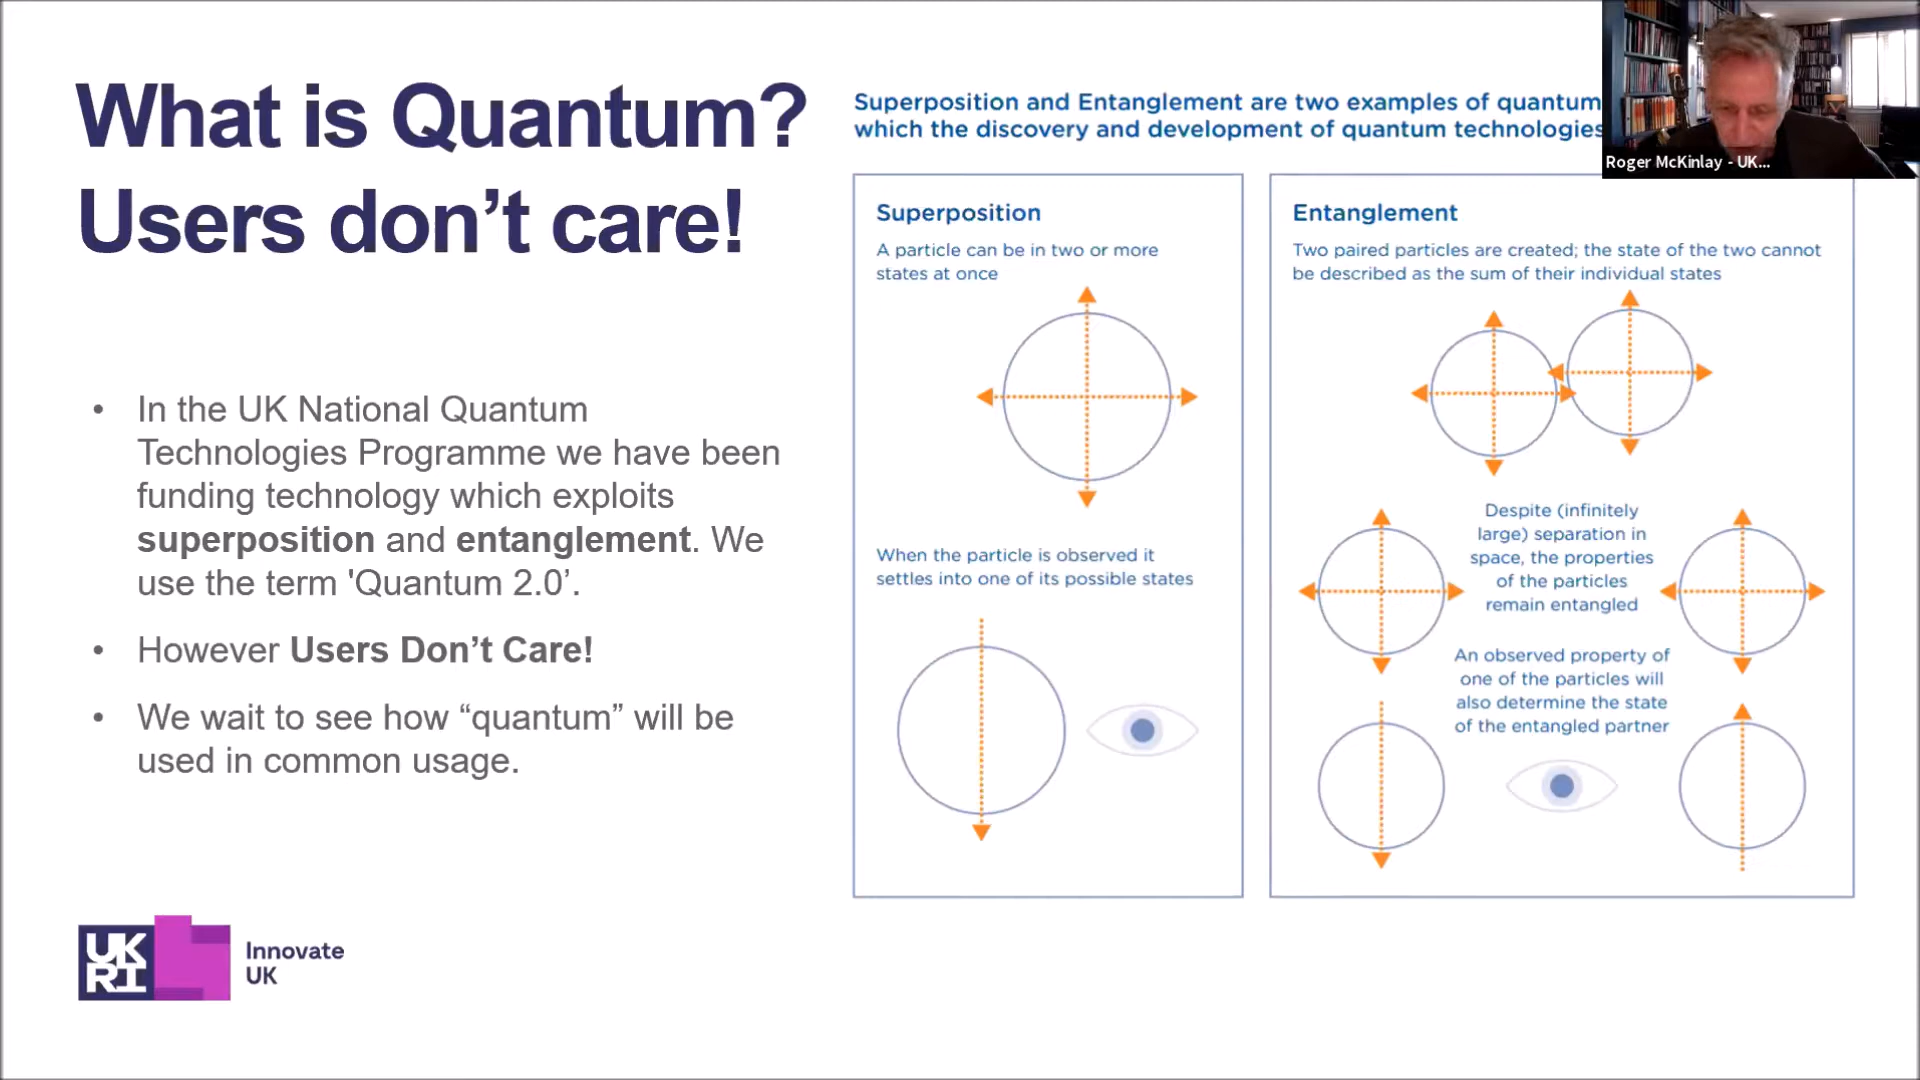 What is Quantum?
Users don’t care!
• In the UK National Quantum
Technologies Programme we have been
funding technology which exploits
superposition and entanglement. We
use the term 'Quantum 2.0’.
• However Users Don’t Care!
• We wait to see how “quantum” will be
used in common usage.
UK
RI
Innovate
UK
Superposition and Entanglement are two examples of quantum
which the discovery and development of quantum technologies
Superposition
A particle can be in two or more
states at once
When the particle is observed it
settles into one of its possible states
Entanglement
Two paired particles are created; the state of the two cannot
be described as the sum of their individual states
Despite (infinitely
large) separation in
space, the properties
of the particles
remain entangled
An observed property of
one of the particles will
also determine the state
of the entangled partner
Roger McKinlay - UK...